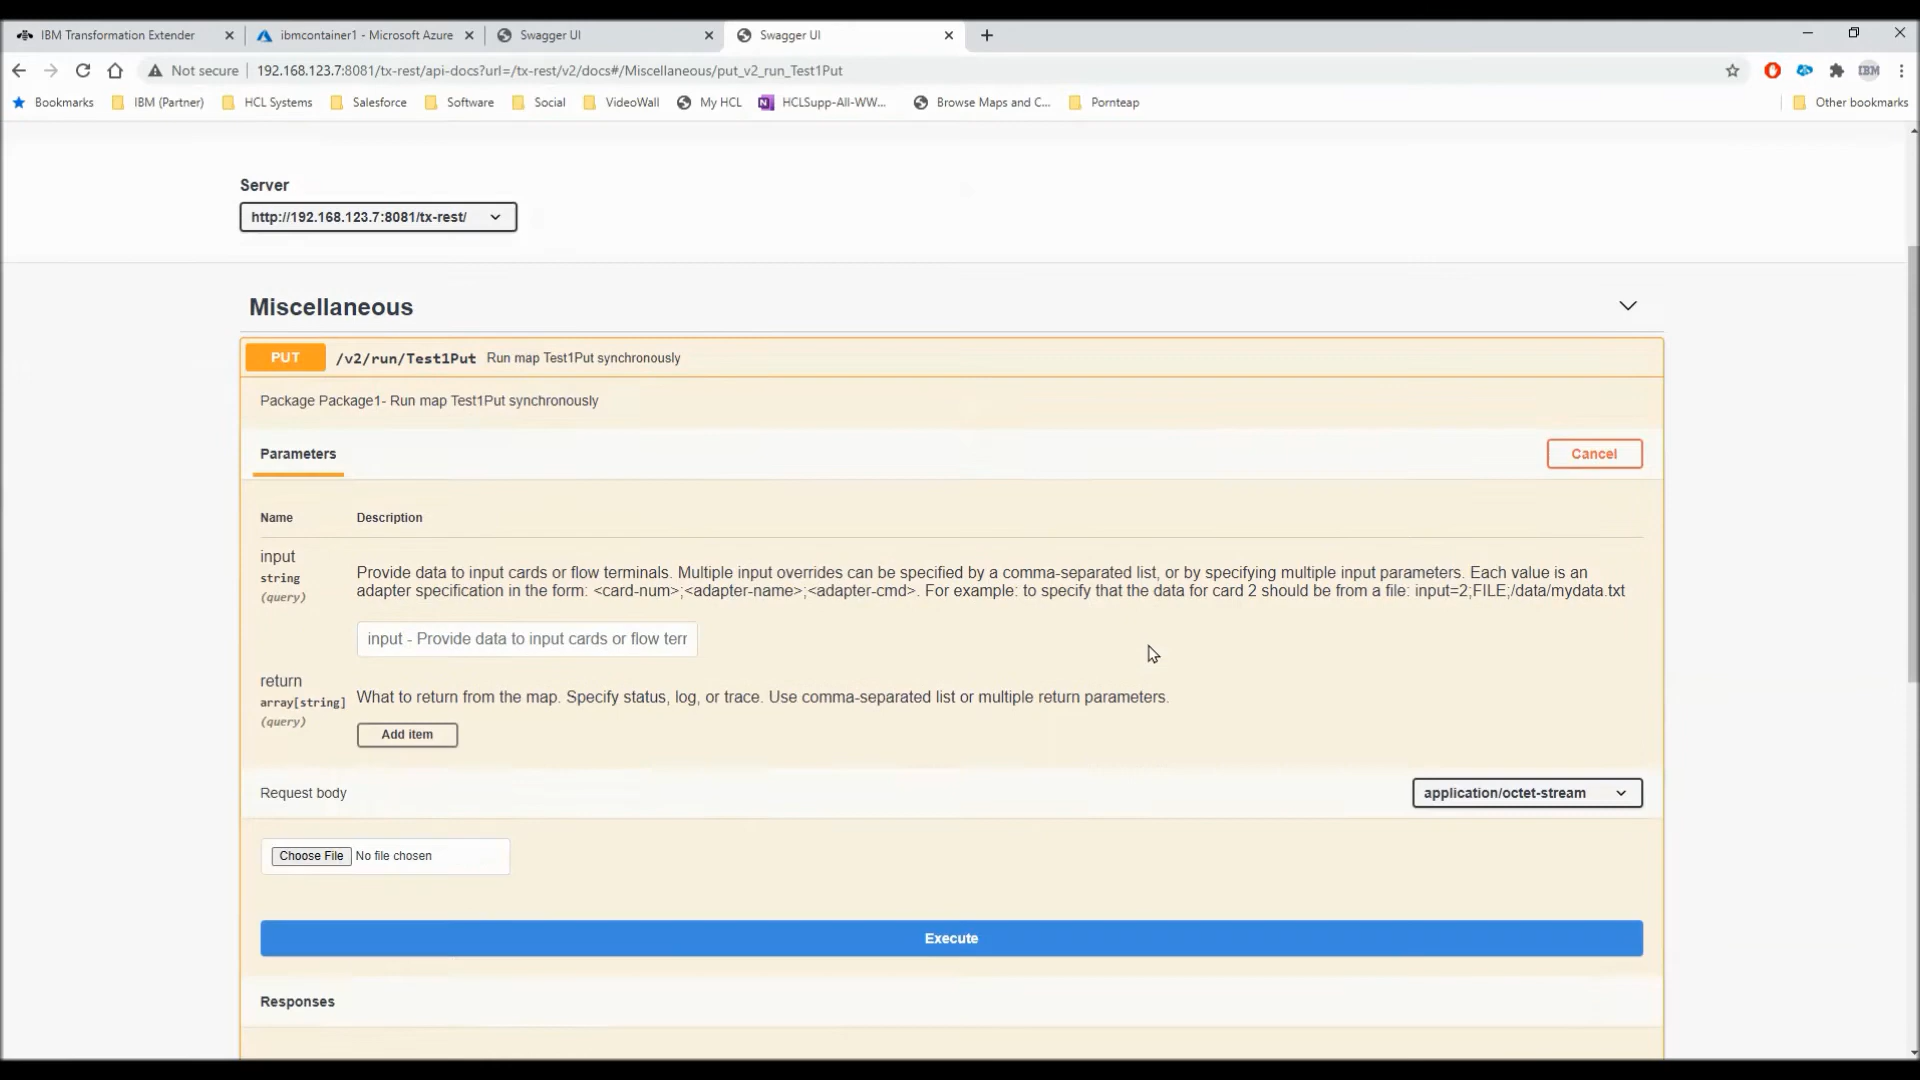 IBM Transformation Extender
ibmcontainer1 - Microsoft Azure
Swagger UI
Swagger UI
Not secure
192.168.123.7:8081/tx-rest/api-docs?url=/tx-rest/v2/docs#/Miscellaneous/put_v2_run_Test1Put
IBM
Bookmarks
IBM (Partner)
HCL Systems
Salesforce
Software
Social
VideoWall
My HCL
N
HCLSupp-All-WW...
Browse Maps and C...
Pornteap
Other bookmarks
Server
http://192.168.123.7:8081/tx-rest/
Miscellaneous
PUT /v2/run/Test1Put Run map Test1Put synchronously
Package Package1- Run map Test1Put synchronously
Parameters
Cancel
Name Description
input
string
(query)
Provide data to input cards or flow terminals. Multiple input overrides can be specified by a comma-separated list, or by specifying multiple input parameters. Each value is an
adapter specification in the form: <card-num>;<adapter-name>;<adapter-cmd>. For example: to specify that the data for card 2 should be from a file: input=2;FILE;/data/mydata.txt
input - Provide data to input cards or flow terr
return
array[string]
(query)
What to return from the map. Specify status, log, or trace. Use comma-separated list or multiple return parameters.
Add item
Request body
application/octet-stream
Choose File No file chosen
Execute
Responses